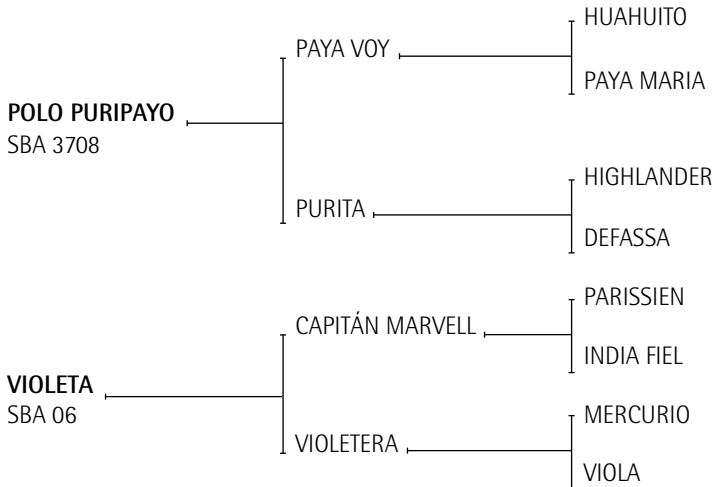 HUAHUITO
PAYA VOY
PAYA MARIA
POLO PURIPAYO
SBA 3708
HIGHLANDER
PURITA
DEFASSA
PARISSIEN
CAPITÁN MARVELL
INDIA FIEL
VIOLETA
SBA 06
MERCURIO
VIOLETERA
VIOLA